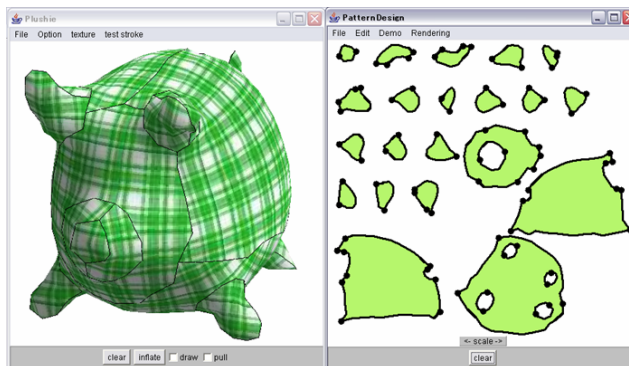 Plushie
File Option texture test stroke
clear inflate draw pull
PatternDesign
File Edit Demo Rendering
<- scale ->
clear